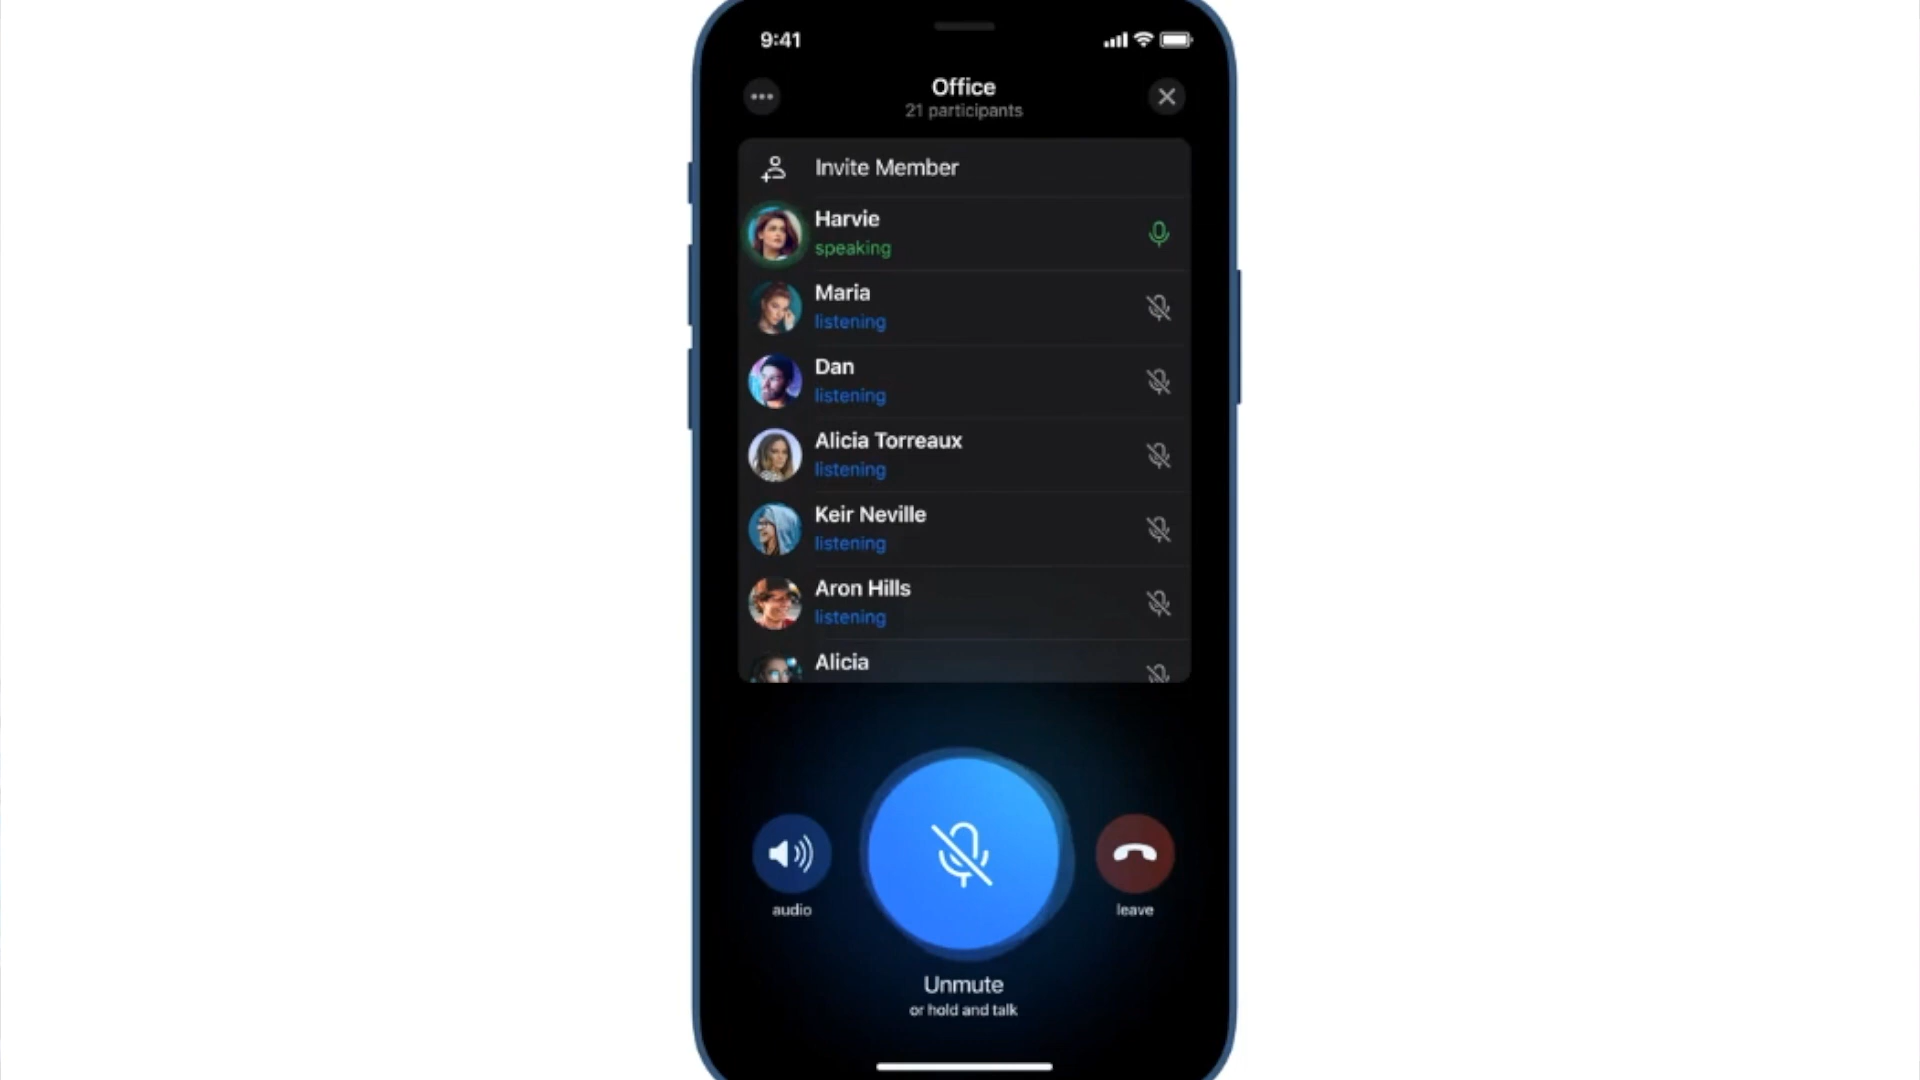 9:41
Office
21 participants
Invite Member
Harvie
speaking
Maria
listening
Dan
listening
Alicia Torreaux
listening
Keir Neville
listening
Aron Hills
listening
Alicia
audio
leave
Unmute
or hold and talk